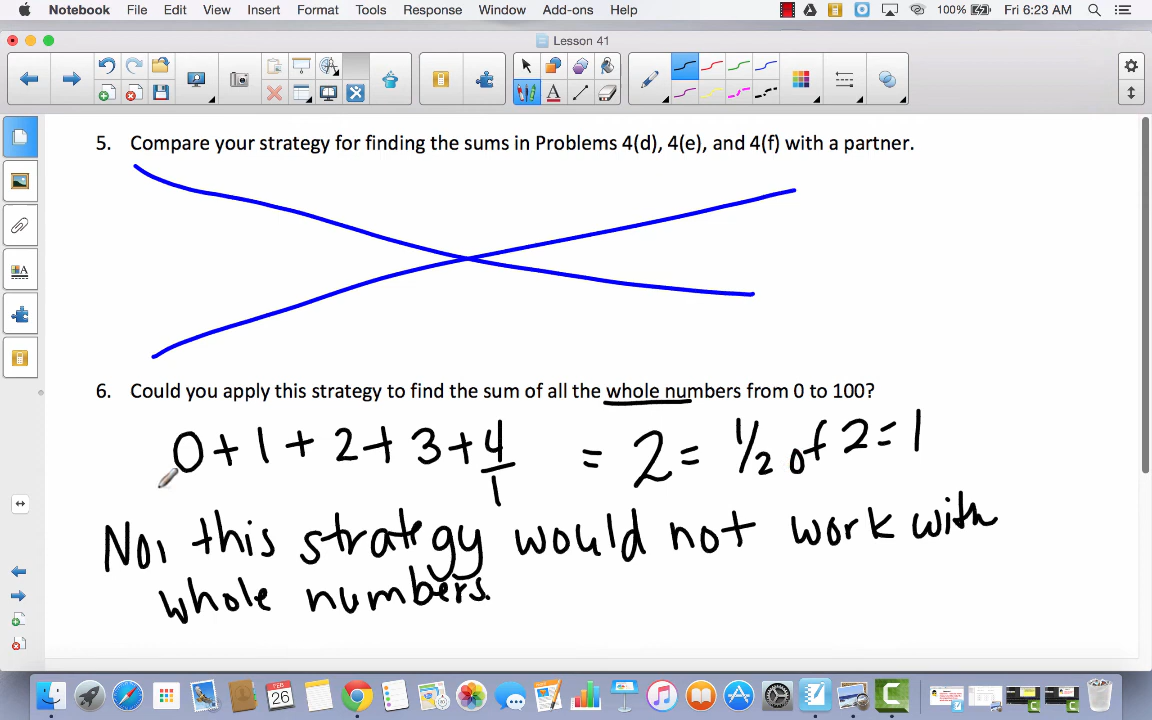 Notebook File Edit View Insert Format Tools Response Window Add-ons Help 100% Fri 6:23 AM
Lesson 41
5. Compare your strategy for finding the sums in Problems 4(d), 4(e), and 4(f) with a partner.
6. Could you apply this strategy to find the sum of all the whole numbers from 0 to 100?
0+1+2+3+4/1 = 2 = 1/2 of 2 = 1
No, this strategy would not work with
whole numbers.
FEB
26